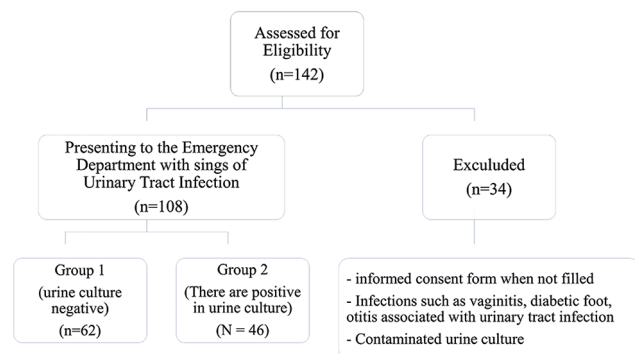 Assessed for
Eligibility
(n=142)
Presenting to the Emergency
Department with sings of
Urinary Tract Infection
(n=108)
Exculuded
(n=34)
Group 1
(urine culture
negative)
(n=62)
Group 2
(There are positive
in urine culture)
(N = 46)
- informed consent form when not filled
- Infections such as vaginitis, diabetic foot,
otitis associated with urinary tract infection
- Contaminated urine culture